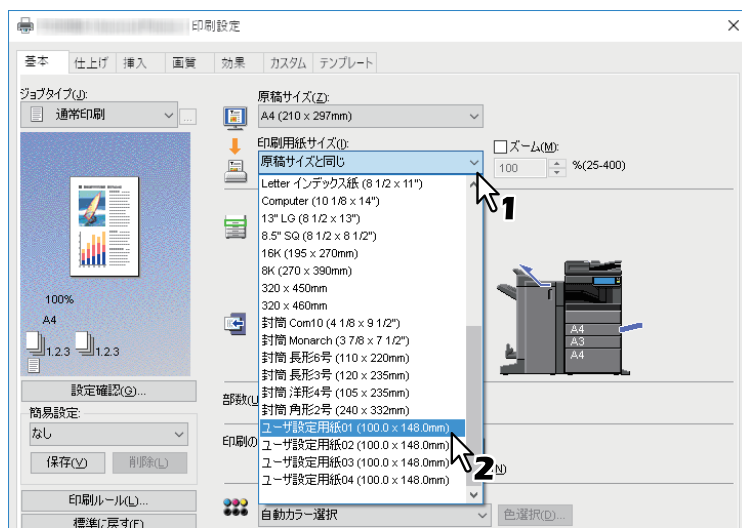 印刷設定
基本 仕上げ 挿入 画質 効果 カスタム テンプレート
ジョブタイプ(J):
通常印刷
...
100%
A4
1.2.3 1.2.3
設定確認(G)...
簡易設定:
なし
保存(V) 削除(L)
印刷ルール(L)...
標準に戻す(E)
原稿サイズ(Z):
A4 (210 x 297mm)
印刷用紙サイズ(I):
原稿サイズと同じ
ズーム(M):
100 %(25-400)
1
Letter インデックス紙 (8 1/2 x 11")
Computer (10 1/8 x 14")
13" LG (8 1/2 x 13")
8.5" SQ (8 1/2 x 8 1/2")
16K (195 x 270mm)
8K (270 x 390mm)
320 x 450mm
320 x 460mm
封筒 Com10 (4 1/8 x 9 1/2")
封筒 Monarch (3 7/8 x 7 1/2")
封筒 長形6号 (110 x 220mm)
封筒 長形3号 (120 x 235mm)
封筒 洋形4号 (105 x 235mm)
封筒 角形2号 (240 x 332mm)
ユーザ設定用紙01 (100.0 x 148.0mm)
ユーザ設定用紙02 (100.0 x 148.0mm)
ユーザ設定用紙03 (100.0 x 148.0mm)
ユーザ設定用紙04 (100.0 x 148.0mm)
2
A4
A3
A4
部数(U
印刷の
N)
自動カラー選択
色選択(D)...